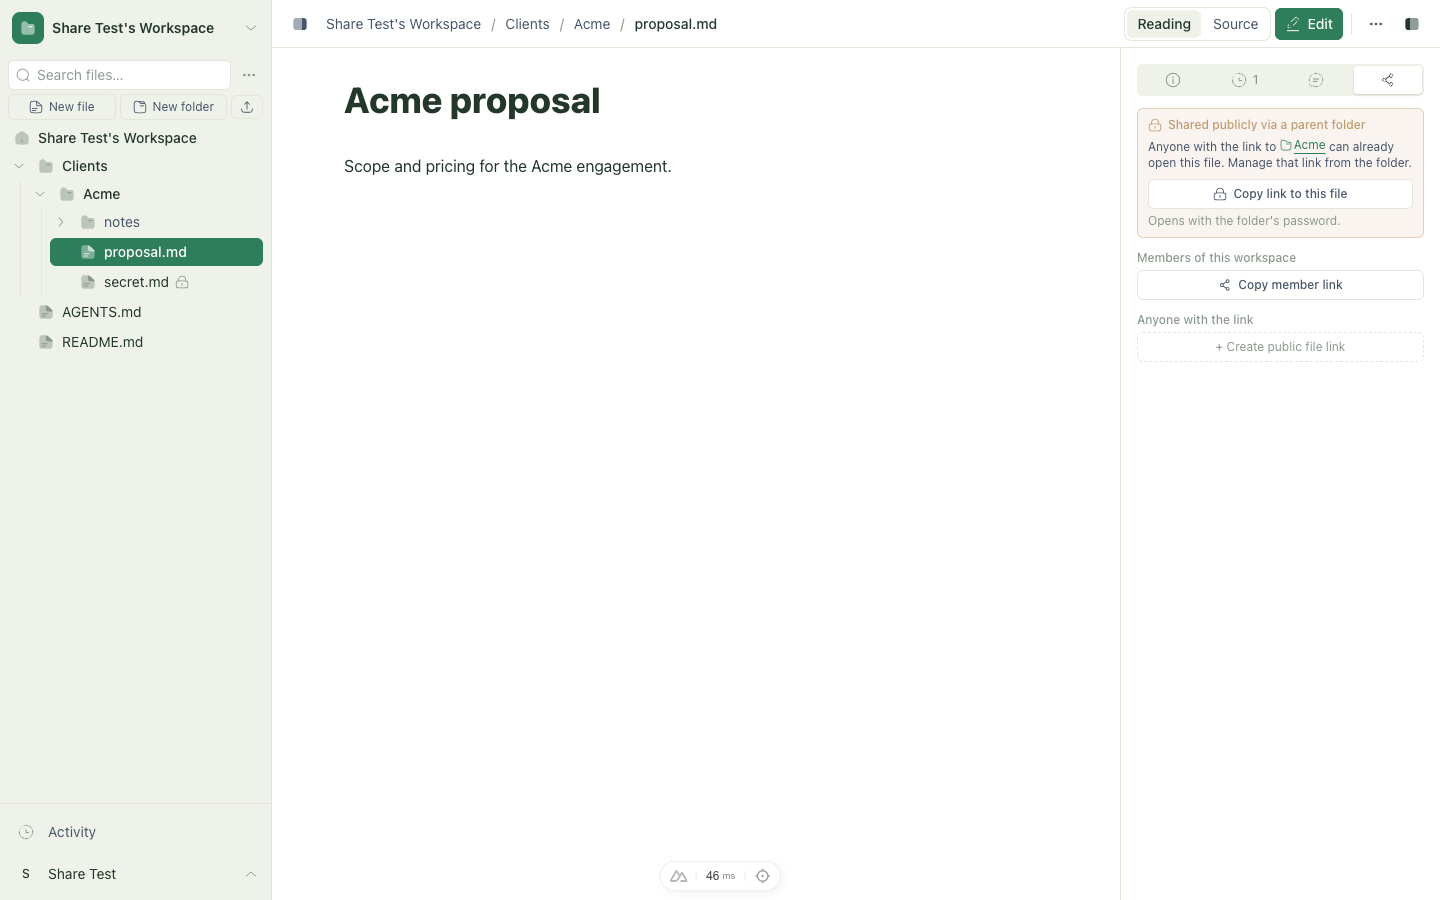 Share Test's Workspace
Search files...
New file
New folder
Share Test's Workspace
Clients
Acme
notes
proposal.md
secret.md
AGENTS.md
README.md
Activity
S
Share Test
Share Test's Workspace / Clients / Acme / proposal.md
Reading
Source
Edit
Acme proposal
Scope and pricing for the Acme engagement.
46 ms
1
Shared publicly via a parent folder
Anyone with the link to Acme can already
open this file. Manage that link from the folder.
Copy link to this file
Opens with the folder's password.
Members of this workspace
Copy member link
Anyone with the link
+ Create public file link